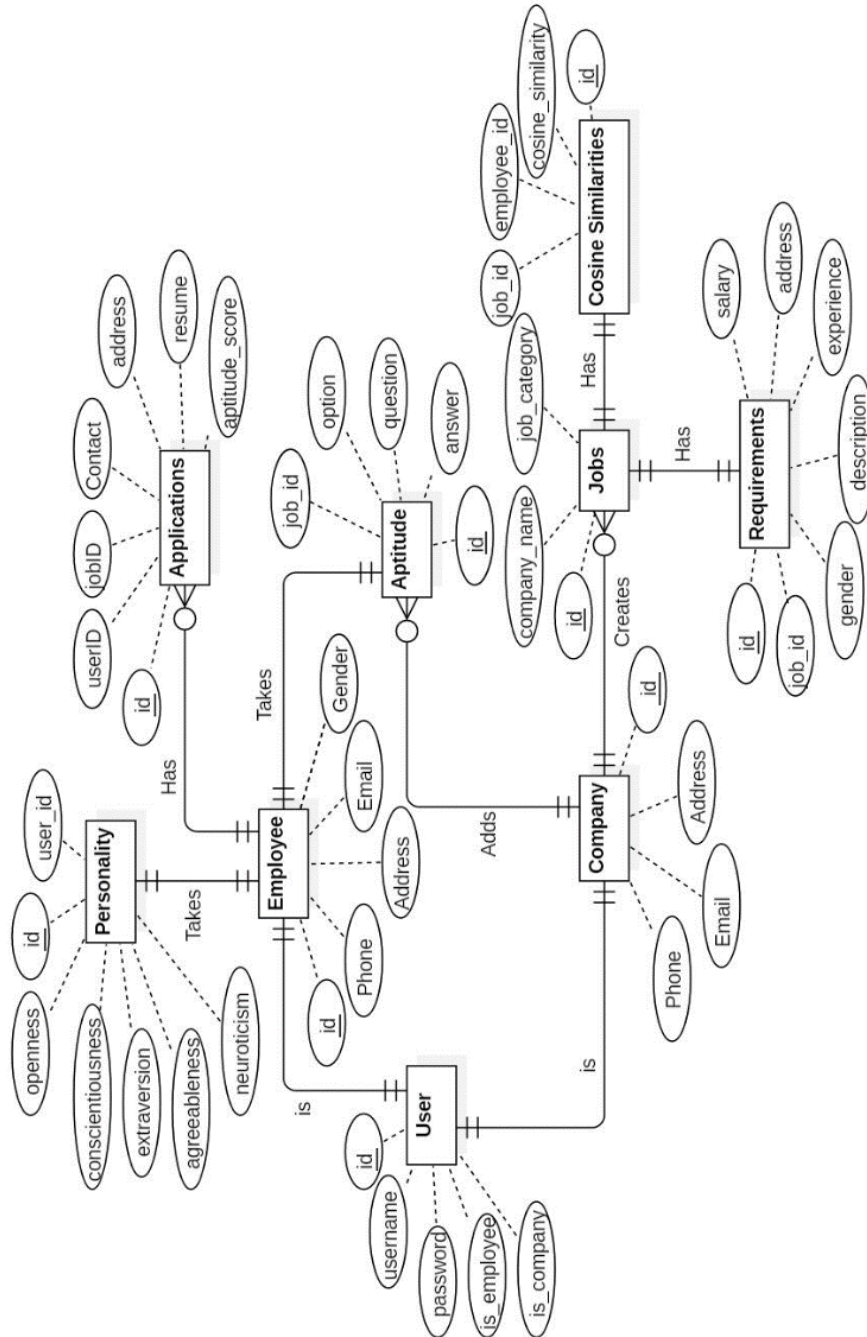 openness
id
user_id
conscientiousness
extraversion
agreeableness
neuroticism
Personality
Takes
Has
userID
jobID
Contact
address
resume
aptitude_score
id
Applications
is
id
Phone
Address
Email
Gender
Employee
Takes
job_id
option
question
answer
id
Aptitude
id
username
password
is_employee
is_company
User
Adds
is
Company
Phone
Email
Address
id
Creates
company_name
job_category
id
Jobs
Has
job_id
employee_id
cosine_similarity
id
Cosine Similarities
Has
id
job_id
gender
description
experience
address
salary
Requirements